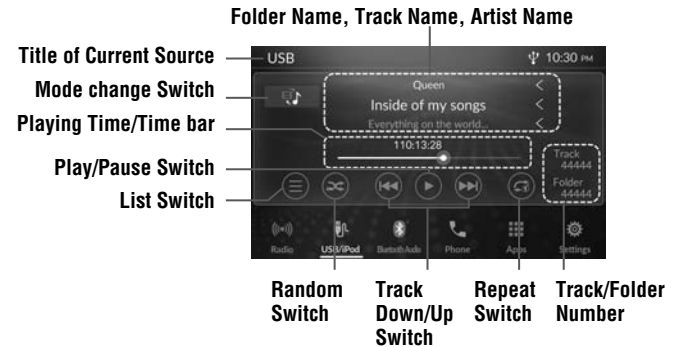 Folder Name, Track Name, Artist Name
Title of Current Source
USB
10:30 PM
Mode change Switch
Queen
Inside of my songs
Everything on the world...
Playing Time/Time bar
110:13:28
Play/Pause Switch
Track
44444
List Switch
Folder
44444
Radio
USB/iPod
Bluetooth Audio
Phone
Apps
Settings
Random
Switch
Track
Down/Up
Switch
Repeat
Switch
Track/Folder
Number